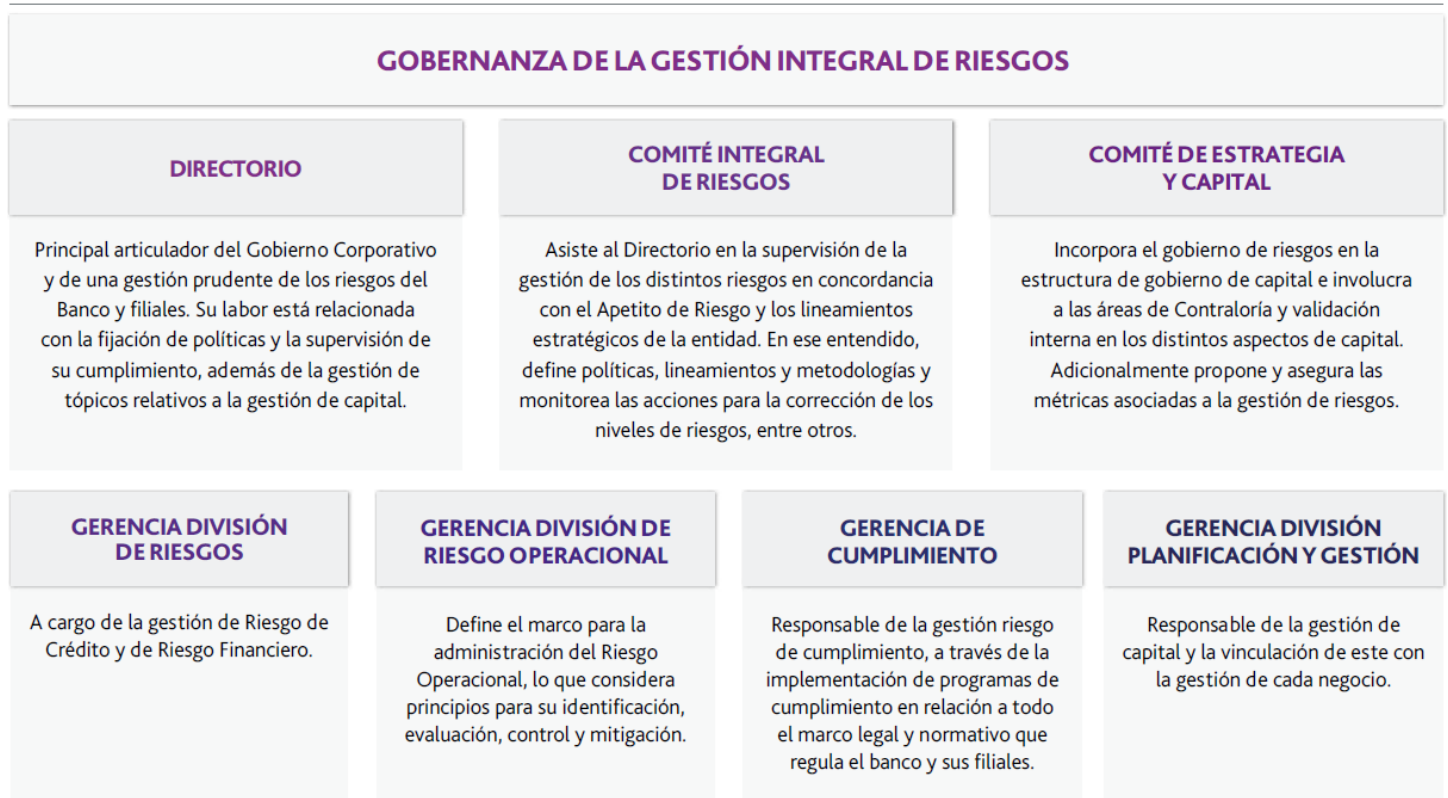 GOBERNANZA DE LA GESTIÓN INTEGRAL DE RIESGOS
DIRECTORIO
Principal articulador del Gobierno Corporativo
y de una gestión prudente de los riesgos del
Banco y filiales. Su labor está relacionada
con la fijación de políticas y la supervisión de
su cumplimiento, además de la gestión de
tópicos relativos a la gestión de capital.
COMITÉ INTEGRAL
DE RIESGOS
Asiste al Directorio en la supervisión de la
gestión de los distintos riesgos en concordancia
con el Apetito de Riesgo y los lineamientos
estratégicos de la entidad. En ese entendido,
define políticas, lineamientos y metodologías y
monitorea las acciones para la corrección de los
niveles de riesgos, entre otros.
COMITÉ DE ESTRATEGIA
Y CAPITAL
Incorpora el gobierno de riesgos en la
estructura de gobierno de capital e involucra
a las áreas de Contraloría y validación
interna en los distintos aspectos de capital.
Adicionalmente propone y asegura las
métricas asociadas a la gestión de riesgos.
GERENCIA DIVISIÓN
DE RIESGOS
A cargo de la gestión de Riesgo de
Crédito y de Riesgo Financiero.
GERENCIA DIVISIÓN DE
RIESGO OPERACIONAL
Define el marco para la
administración del Riesgo
Operacional, lo que considera
principios para su identificación,
evaluación, control y mitigación.
GERENCIA DE
CUMPLIMIENTO
Responsable de la gestión riesgo
de cumplimiento, a través de la
implementación de programas de
cumplimiento en relación a todo
el marco legal y normativo que
regula el banco y sus filiales.
GERENCIA DIVISIÓN
PLANIFICACIÓN Y GESTIÓN
Responsable de la gestión de
capital y la vinculación de este con
la gestión de cada negocio.